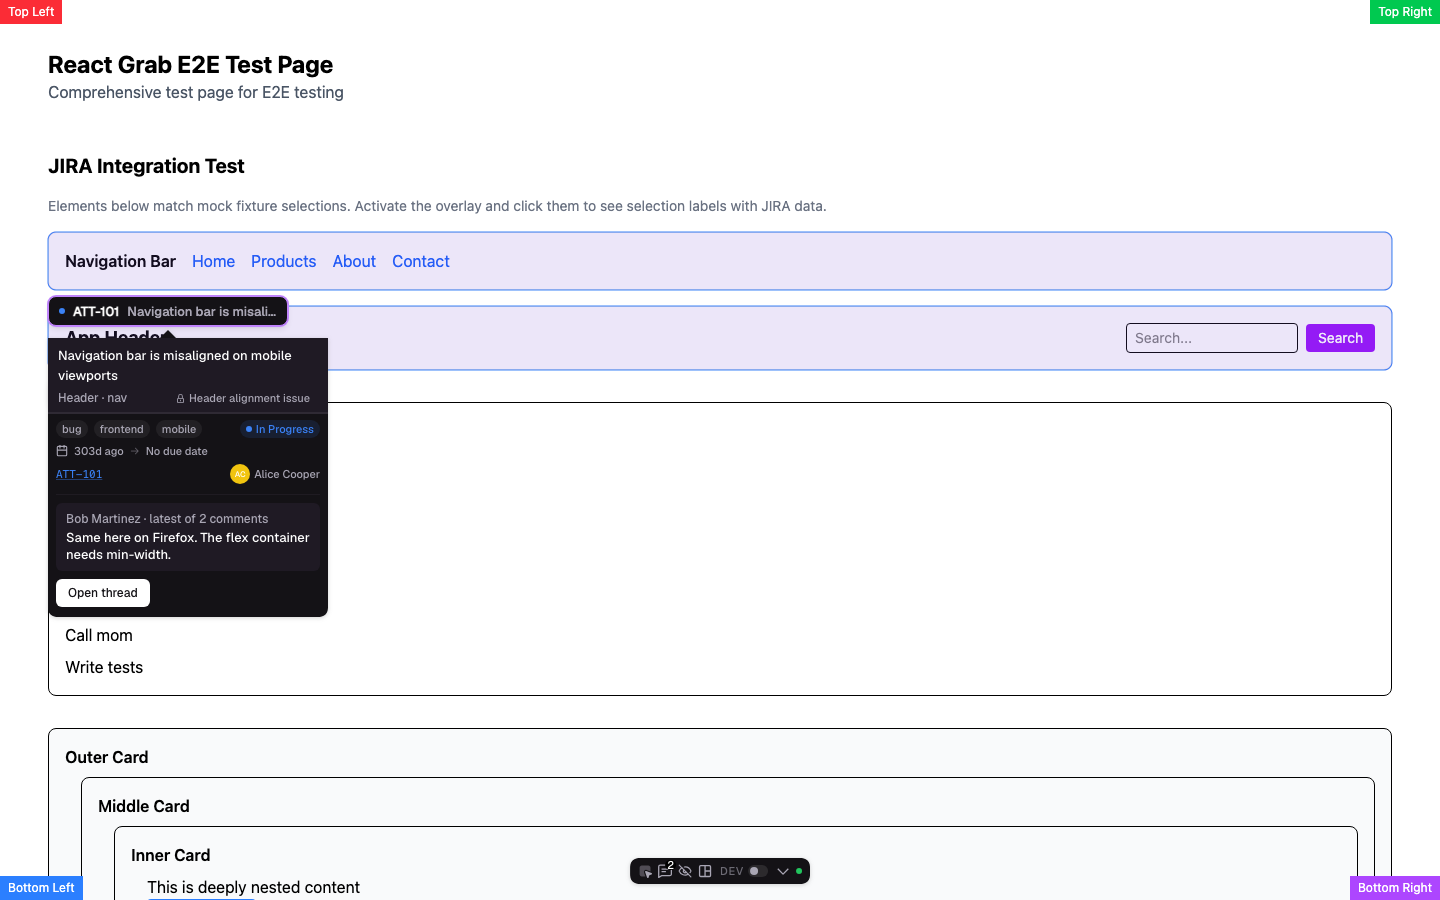 Top Left
Top Right
React Grab E2E Test Page
Comprehensive test page for E2E testing
JIRA Integration Test
Elements below match mock fixture selections. Activate the overlay and click them to see selection labels with JIRA data.
Navigation Bar Home Products About Contact
ATT-101 Navigation bar is misali...
App Header
Search... Search
Navigation bar is misaligned on mobile
viewports
Header · nav Header alignment issue
bug frontend mobile In Progress
303d ago → No due date
ATT-101 AC Alice Cooper
Bob Martinez · latest of 2 comments
Same here on Firefox. The flex container
needs min-width.
Open thread
Call mom
Write tests
Outer Card
Middle Card
Inner Card
This is deeply nested content
2 DEV
Bottom Left
Bottom Right